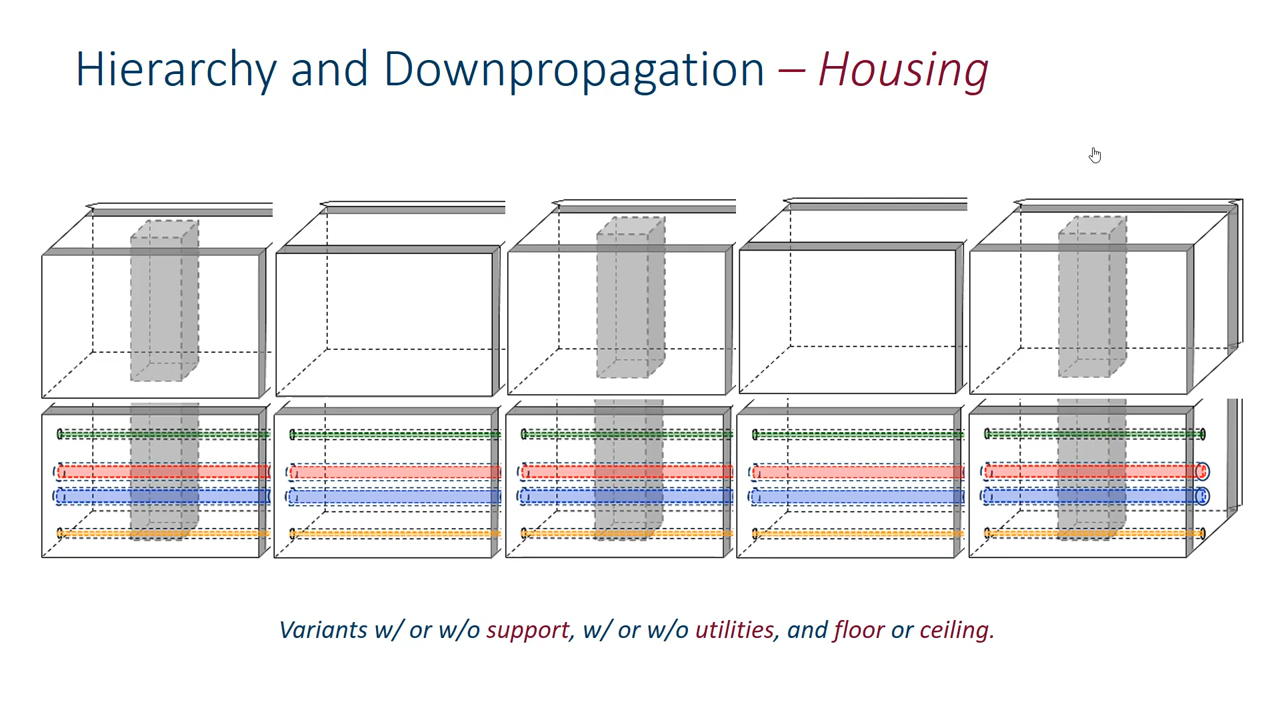 Hierarchy and Downpropagation – Housing
Variants w/ or w/o support, w/ or w/o utilities, and floor or ceiling.